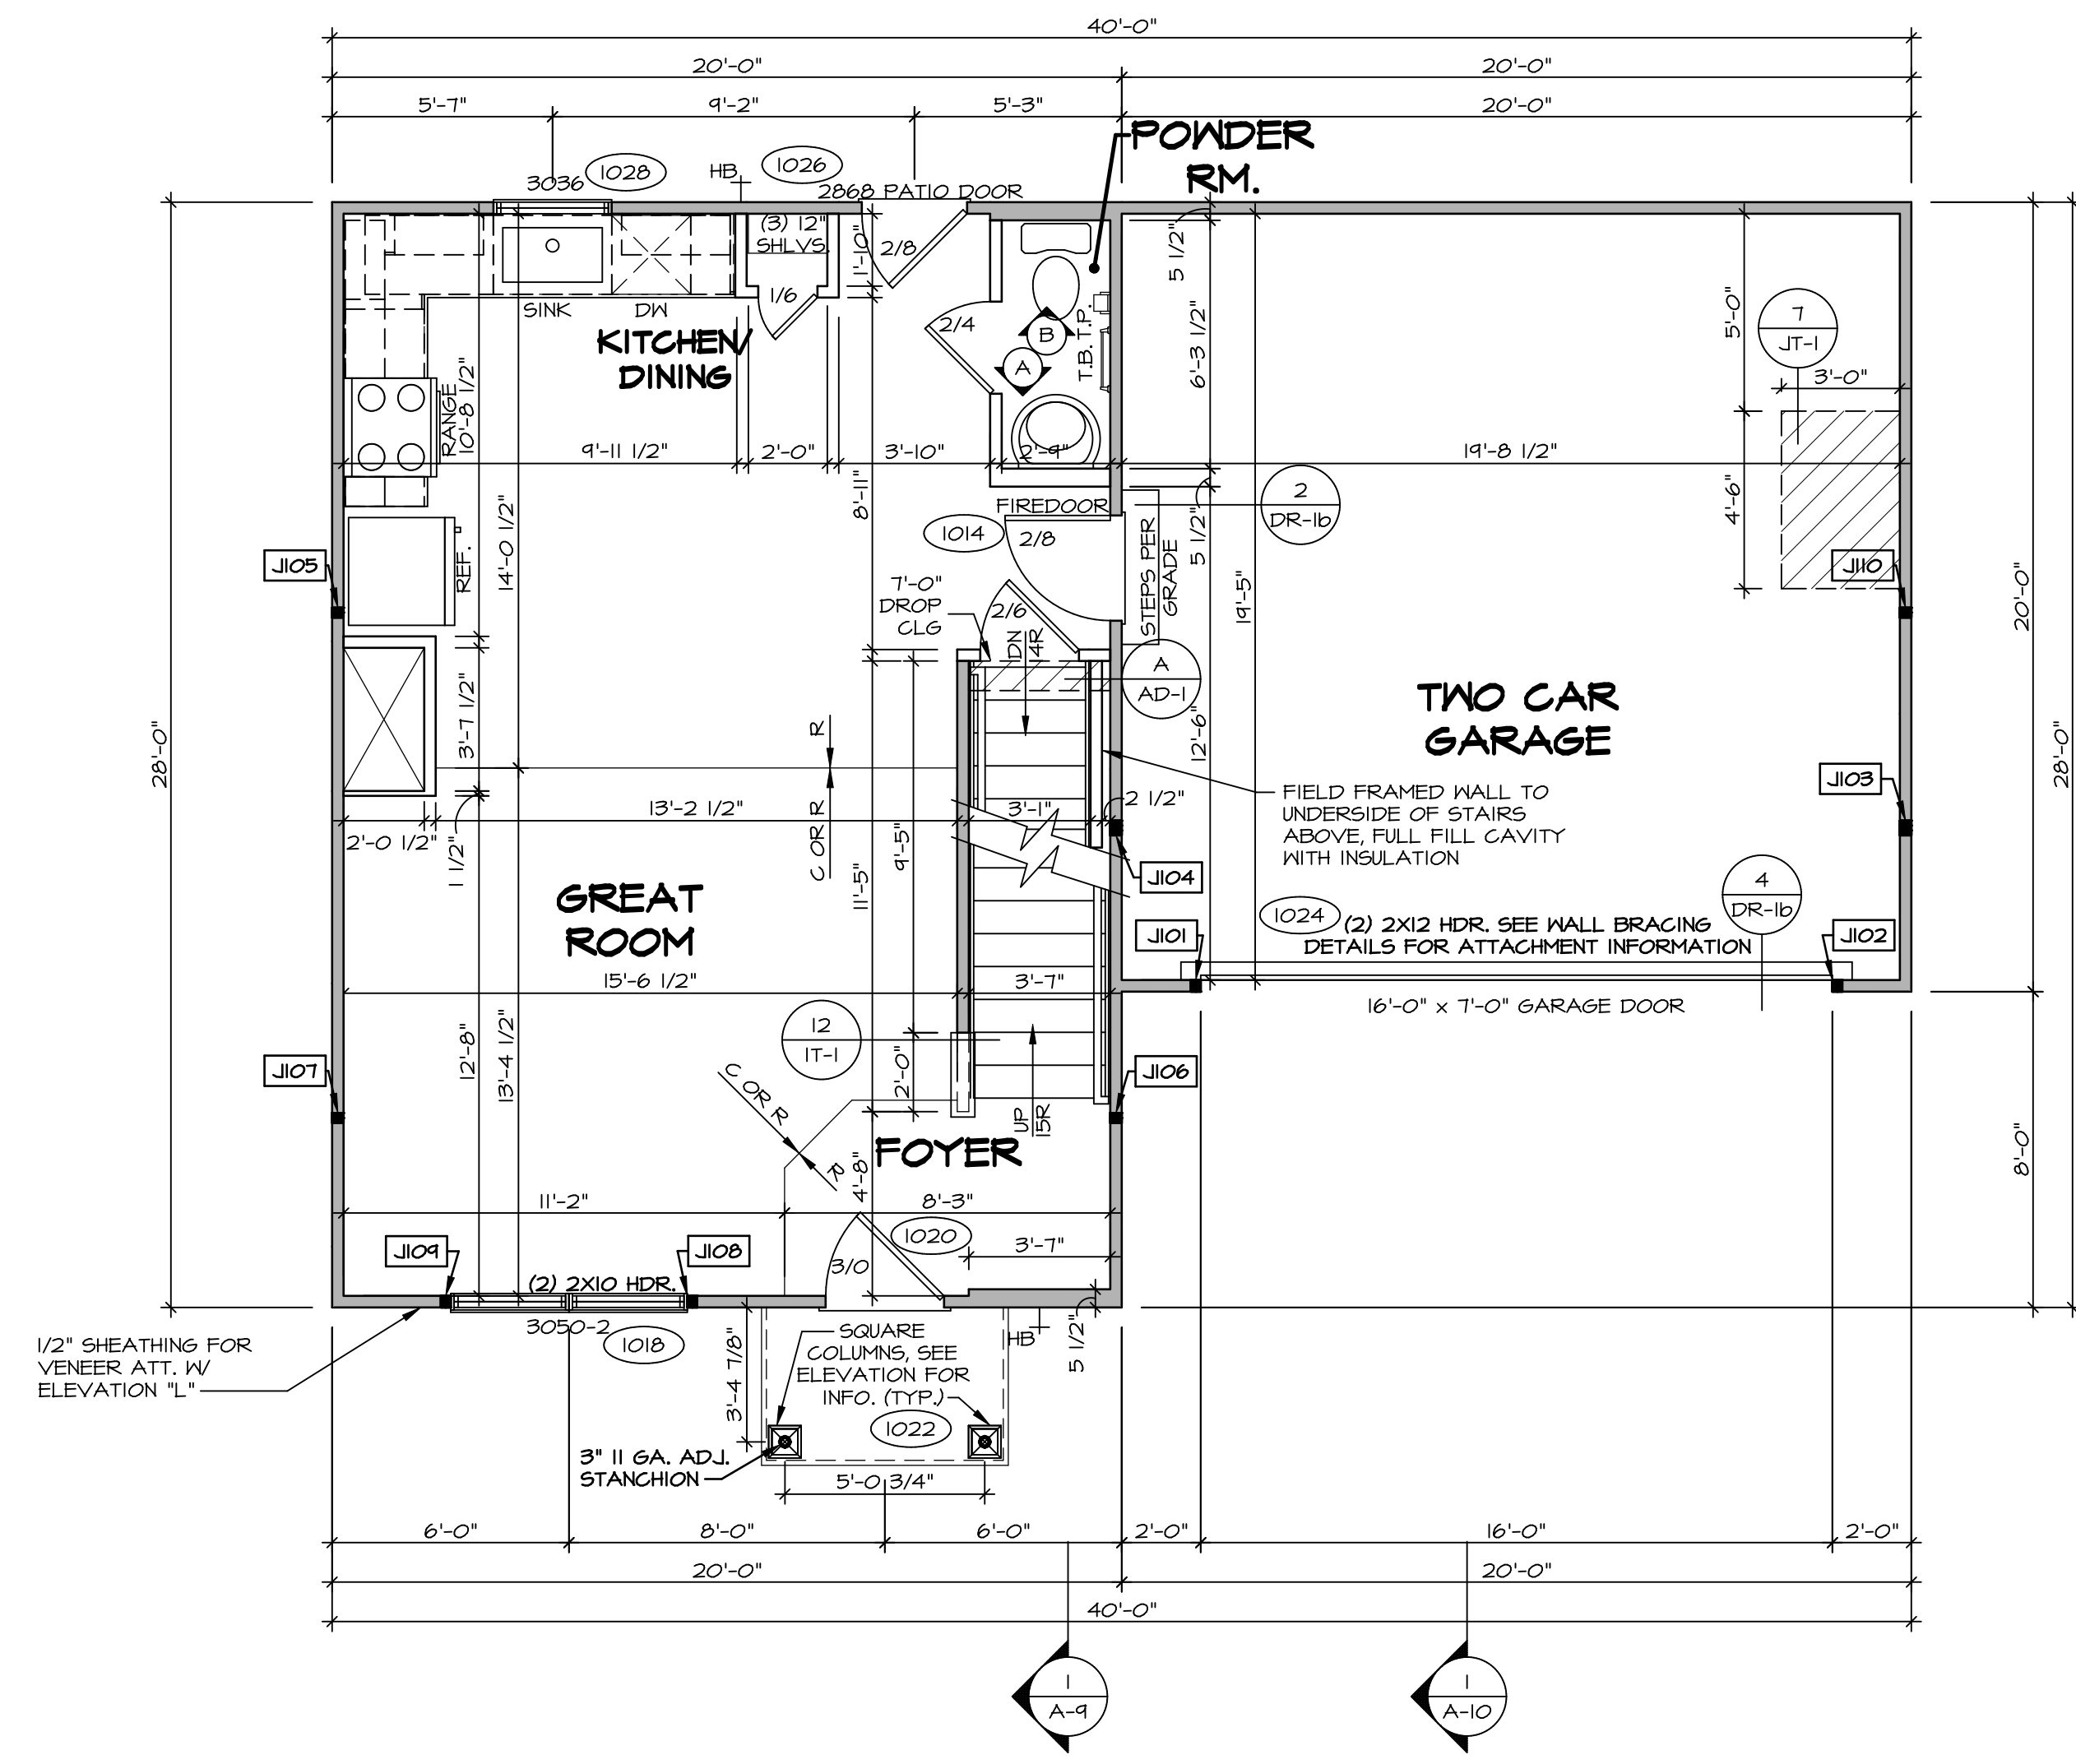 40'-0"
20'-0"
20'-0"
5'-7"
9'-2"
5'-3"
20'-0"
POWDER
RM.
3036
1028
HB
1026
2868 PATIO DOOR
(3) 12"
SHLVS.
1'-10"
2/8
5 1/2"
1/6
2/4
SINK
DW
KITCHEN/
DINING
B
A
T.B.
T.P.
6'-3 1/2"
5'-0"
7
JT-1
3'-0"
RANGE
10'-8 1/2"
9'-11 1/2"
2'-0"
3'-10"
2'-9"
19'-8 1/2"
14'-0 1/2"
8'-11"
4'-6"
FIREDOOR
1014
2/8
2
DR-1b
5 1/2"
STEPS PER
GRADE
J105
REF.
J110
7'-0"
DROP
CLG
2/6
DN
14R
19'-5"
20'-0"
A
AD-1
12'-6"
TWO CAR
GARAGE
28'-0"
3'-7 1/2"
R
C OR R
28'-0"
FIELD FRAMED WALL TO
UNDERSIDE OF STAIRS
ABOVE, FULL FILL CAVITY
WITH INSULATION
J103
13'-2 1/2"
3'-1"
2 1/2"
2'-0 1/2"
1 1/2"
9'-5"
11'-5"
J104
GREAT
ROOM
4
DR-1b
1024
(2) 2X12 HDR. SEE WALL BRACING
DETAILS FOR ATTACHMENT INFORMATION
J101
J102
15'-6 1/2"
3'-7"
16'-0" x 7'-0" GARAGE DOOR
12
IT-1
12'-8"
13'-4 1/2"
2'-0"
J107
J106
C OR R
R
UP
15R
FOYER
4'-8"
8'-0"
11'-2"
8'-3"
1020
3'-7"
J109
J108
3/0
(2) 2X10 HDR.
3050-2
1018
HB
5 1/2"
1/2" SHEATHING FOR
VENEER ATT. W/
ELEVATION "L"
3'-4 7/8"
SQUARE
COLUMNS, SEE
ELEVATION FOR
INFO. (TYP.)
1022
3" 11 GA. ADJ.
STANCHION
5'-0 3/4"
6'-0"
8'-0"
6'-0"
2'-0"
16'-0"
2'-0"
20'-0"
20'-0"
40'-0"
1
A-9
1
A-10